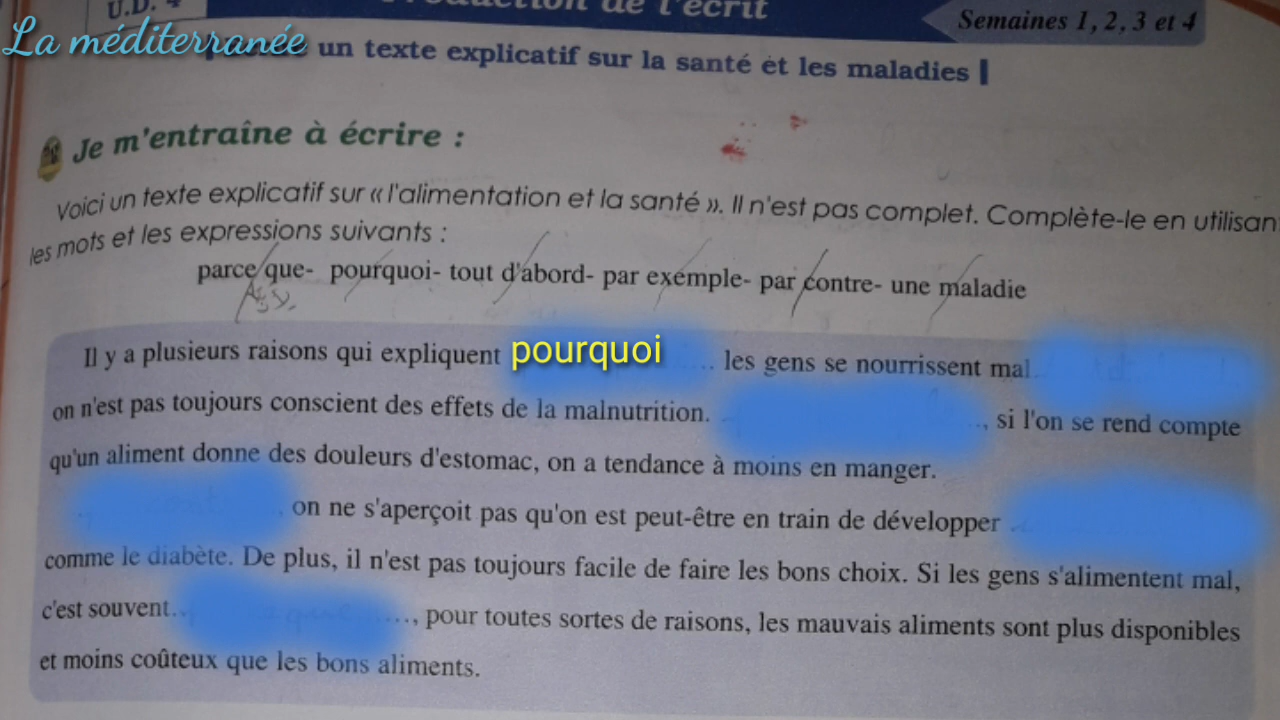 U.D. 4
Production de l'écrit
Semaines 1, 2, 3 et 4
La méditerranée
un texte explicatif sur la santé et les maladies
Je m'entraîne à écrire :
Voici un texte explicatif sur « l'alimentation et la santé ». Il n'est pas complet. Complète-le en utilisan
les mots et les expressions suivants :
parce que- pourquoi- tout d'abord- par exemple- par contre- une maladie
Il y a plusieurs raisons qui expliquent pourquoi ... les gens se nourrissent mal
on n'est pas toujours conscient des effets de la malnutrition. .., si l'on se rend compte
qu'un aliment donne des douleurs d'estomac, on a tendance à moins en manger.
on ne s'aperçoit pas qu'on est peut-être en train de développer
comme le diabète. De plus, il n'est pas toujours facile de faire les bons choix. Si les gens s'alimentent mal,
c'est souvent.. ..., pour toutes sortes de raisons, les mauvais aliments sont plus disponibles
et moins coûteux que les bons aliments.